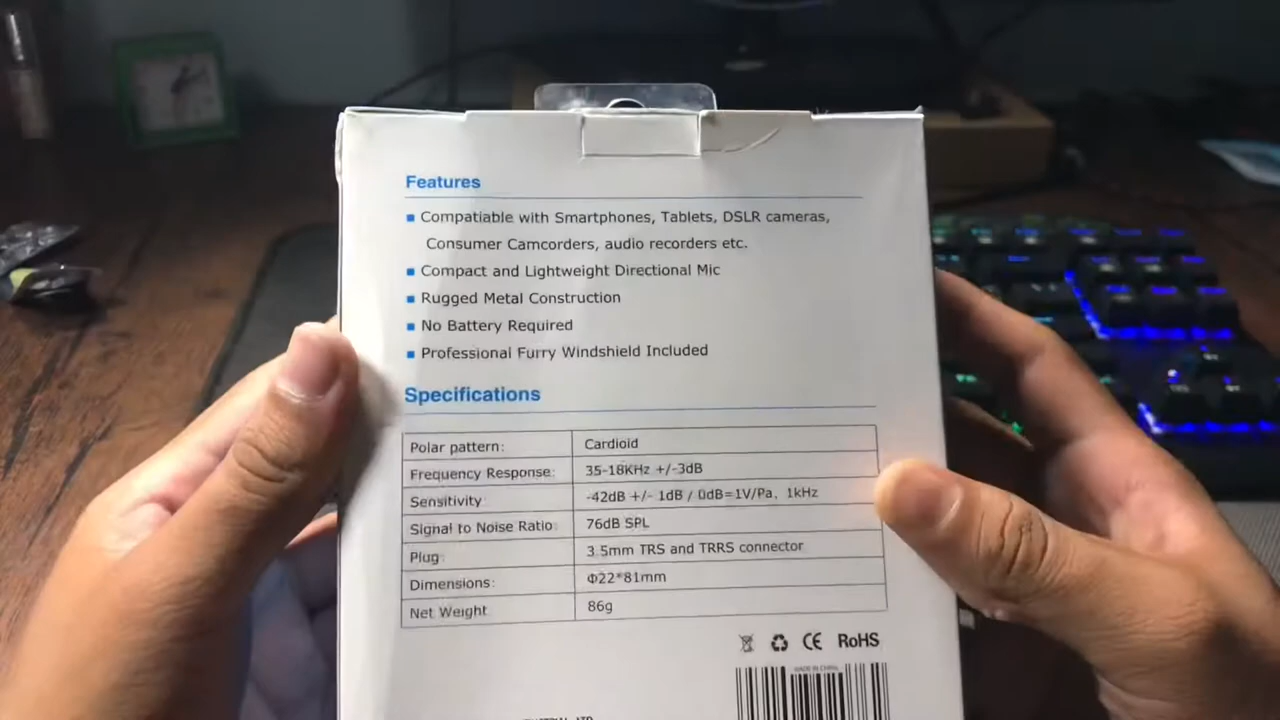 Features
Compatiable with Smartphones, Tablets, DSLR cameras,
Consumer Camcorders, audio recorders etc.
Compact and Lightweight Directional Mic
Rugged Metal Construction
No Battery Required
Professional Furry Windshield Included
Specifications
Polar pattern: Cardioid
Frequency Response: 35-18KHz +/-3dB
Sensitivity: -42dB +/- 1dB / 0dB=1V/Pa, 1kHz
Signal to Noise Ratio: 76dB SPL
Plug: 3.5mm TRS and TRRS connector
Dimensions: Φ22*81mm
Net Weight 86g
CE RoHS
MADE IN CHINA